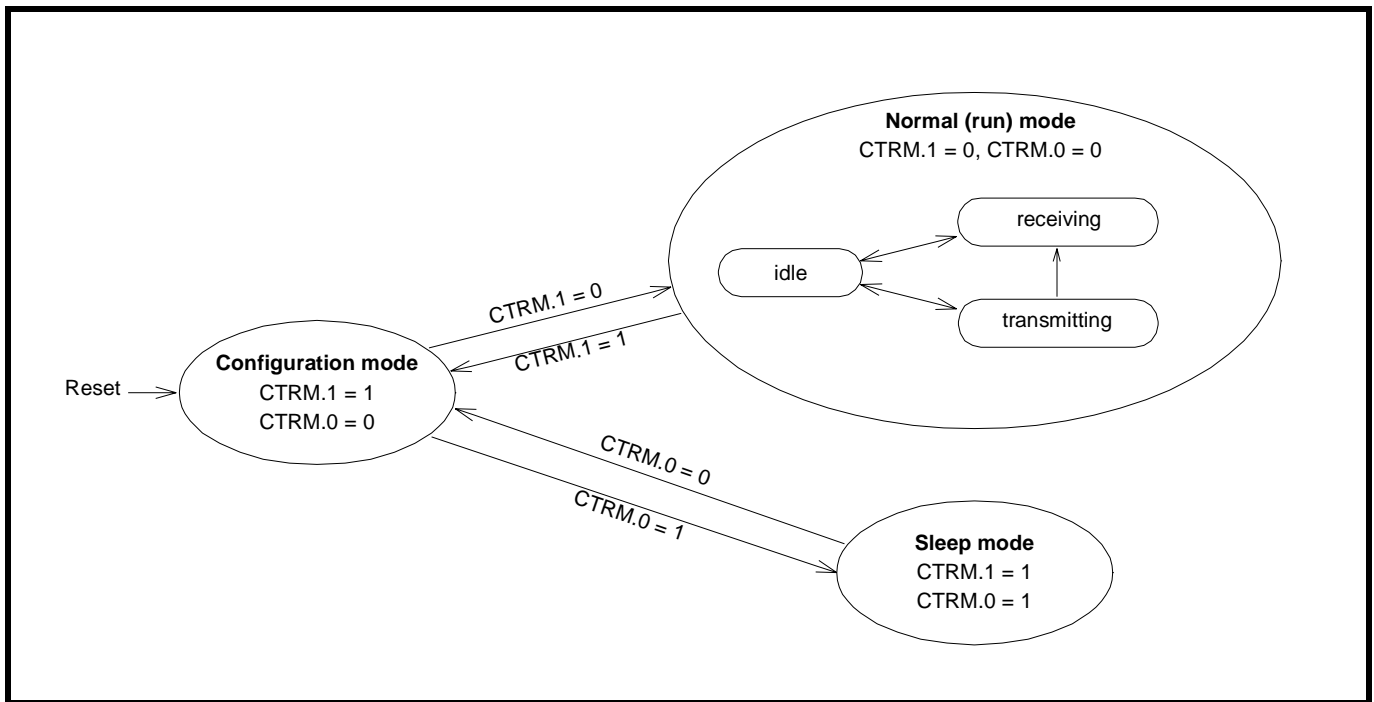 Normal (run) mode
CTRM.1 = 0, CTRM.0 = 0
receiving
idle
transmitting
CTRM.1 = 0
CTRM.1 = 1
Configuration mode
CTRM.1 = 1
CTRM.0 = 0
Reset
CTRM.0 = 0
CTRM.0 = 1
Sleep mode
CTRM.1 = 1
CTRM.0 = 1